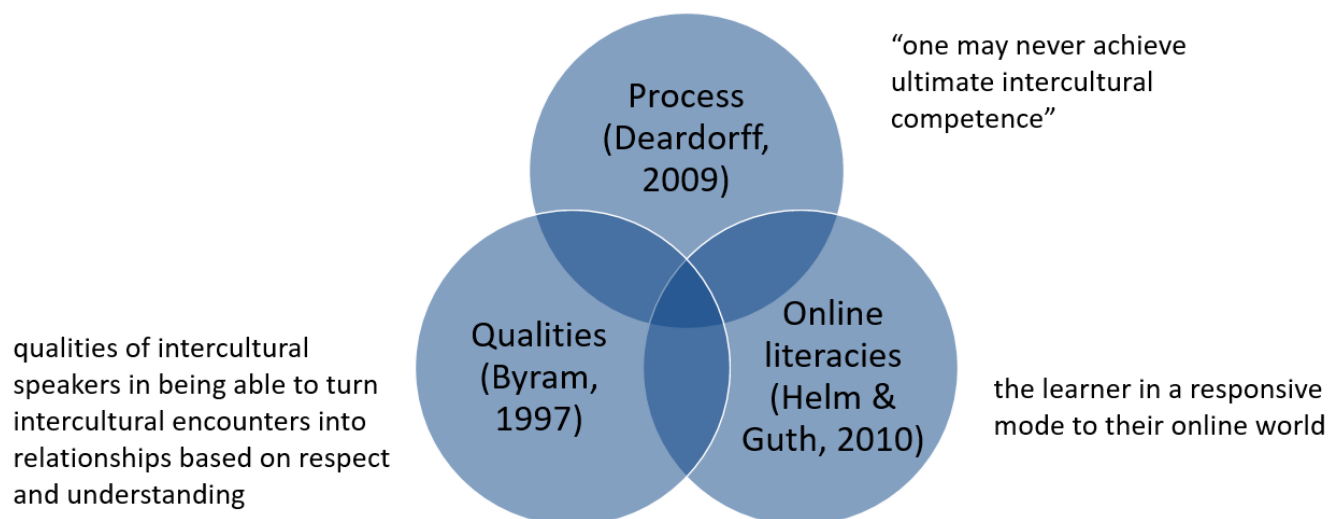 “one may never achieve
ultimate intercultural
competence”
Process
(Deardorff,
2009)
qualities of intercultural
speakers in being able to turn
intercultural encounters into
relationships based on respect
and understanding
Qualities
(Byram,
1997)
Online
literacies
(Helm &
Guth, 2010)
the learner in a responsive
mode to their online world